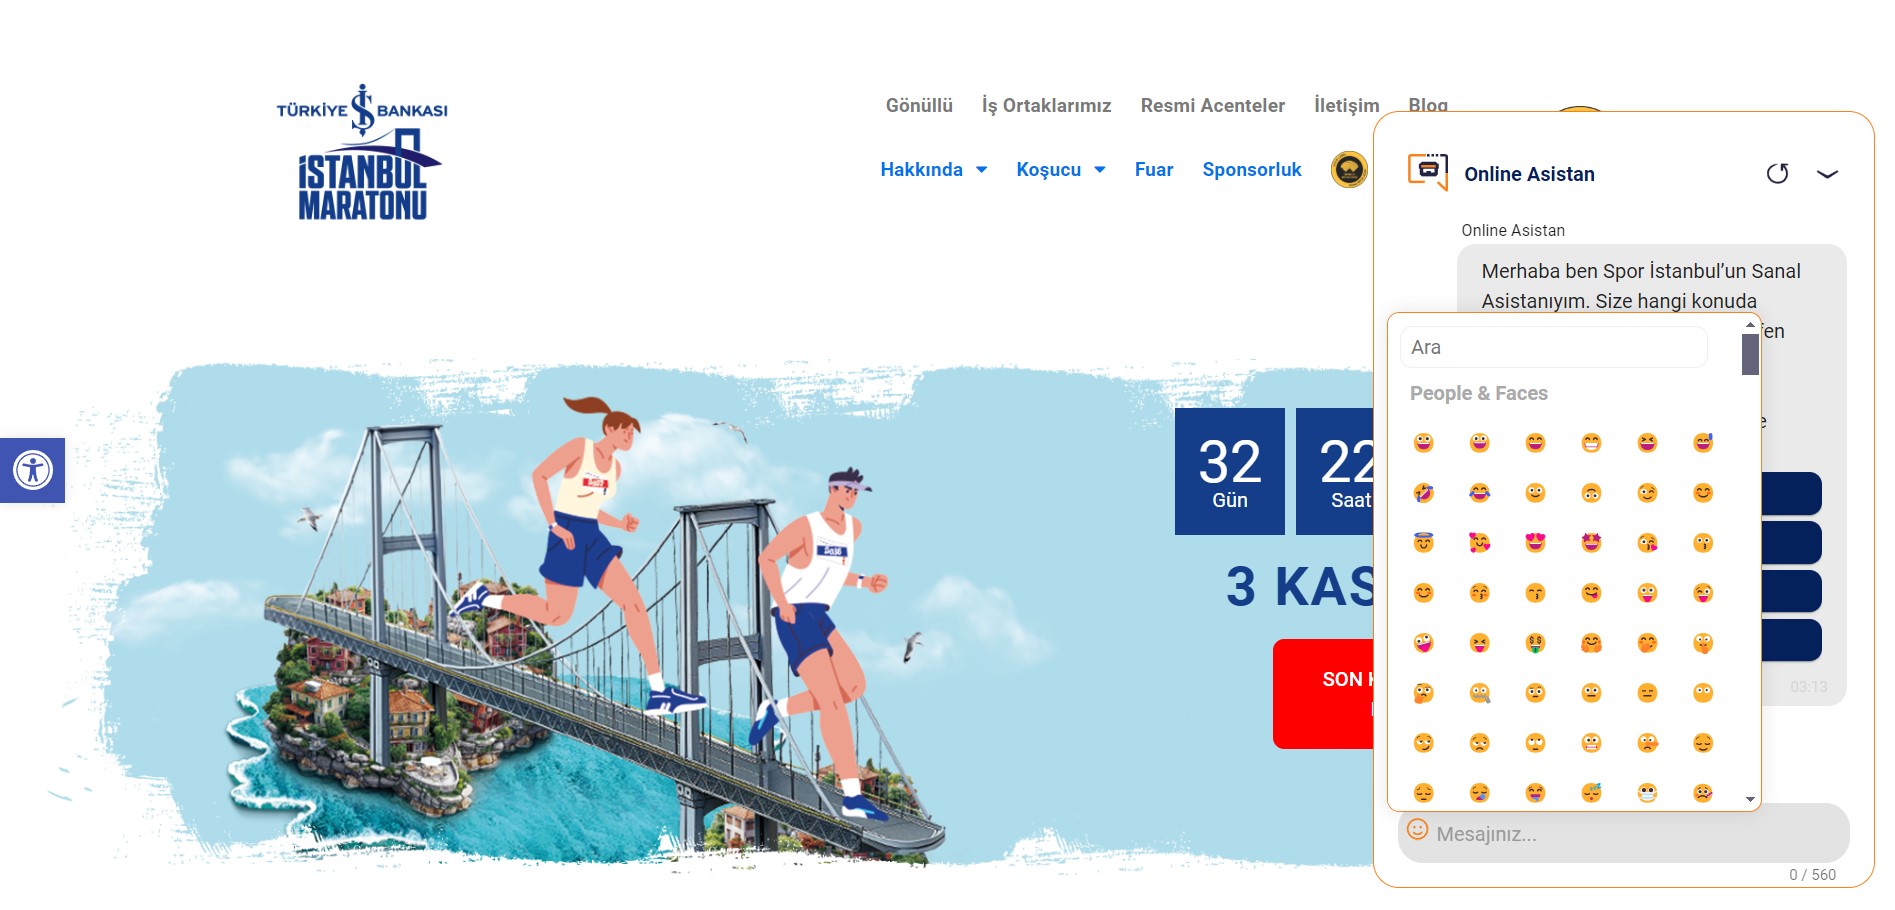 TÜRKİYE İŞ BANKASI
İSTANBUL
MARATONU
Gönüllü İş Ortaklarımız Resmi Acenteler İletişim Blog
Hakkında Koşucu Fuar Sponsorluk
32
Gün
22
Saat
3 KAS
SON
Online Asistan
Online Asistan
Merhaba ben Spor İstanbul’un Sanal
Asistanıyım. Size hangi konuda
Ara
People & Faces
03:13
Mesajınız...
0 / 560